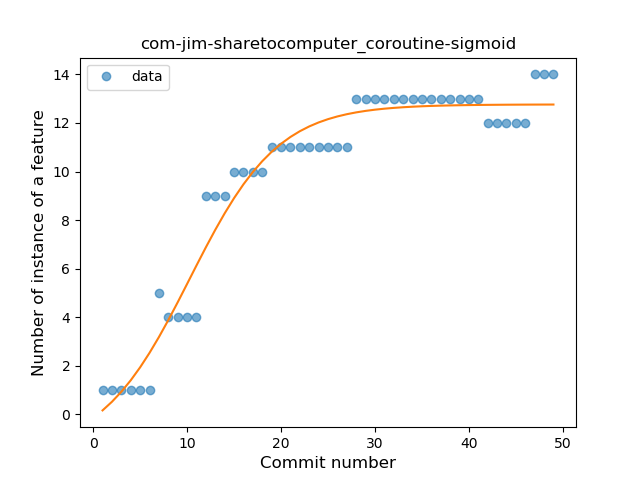 com-jim-sharetocomputer_coroutine-sigmoid
data
Number of instance of a feature
14
12
10
8
6
4
2
0
0 10 20 30 40 50
Commit number